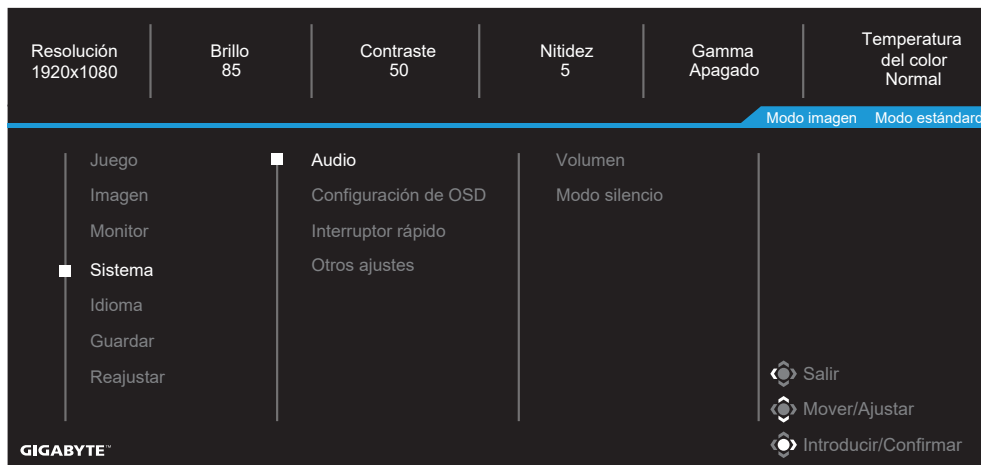 Resolución
1920x1080
Brillo
85
Contraste
50
Nitidez
5
Gamma
Apagado
Temperatura
del color
Normal
Modo imagen Modo estándard
Juego
Imagen
Monitor
Sistema
Idioma
Guardar
Reajustar
Audio
Configuración de OSD
Interruptor rápido
Otros ajustes
Volumen
Modo silencio
Salir
Mover/Ajustar
Introducir/Confirmar
GIGABYTE™